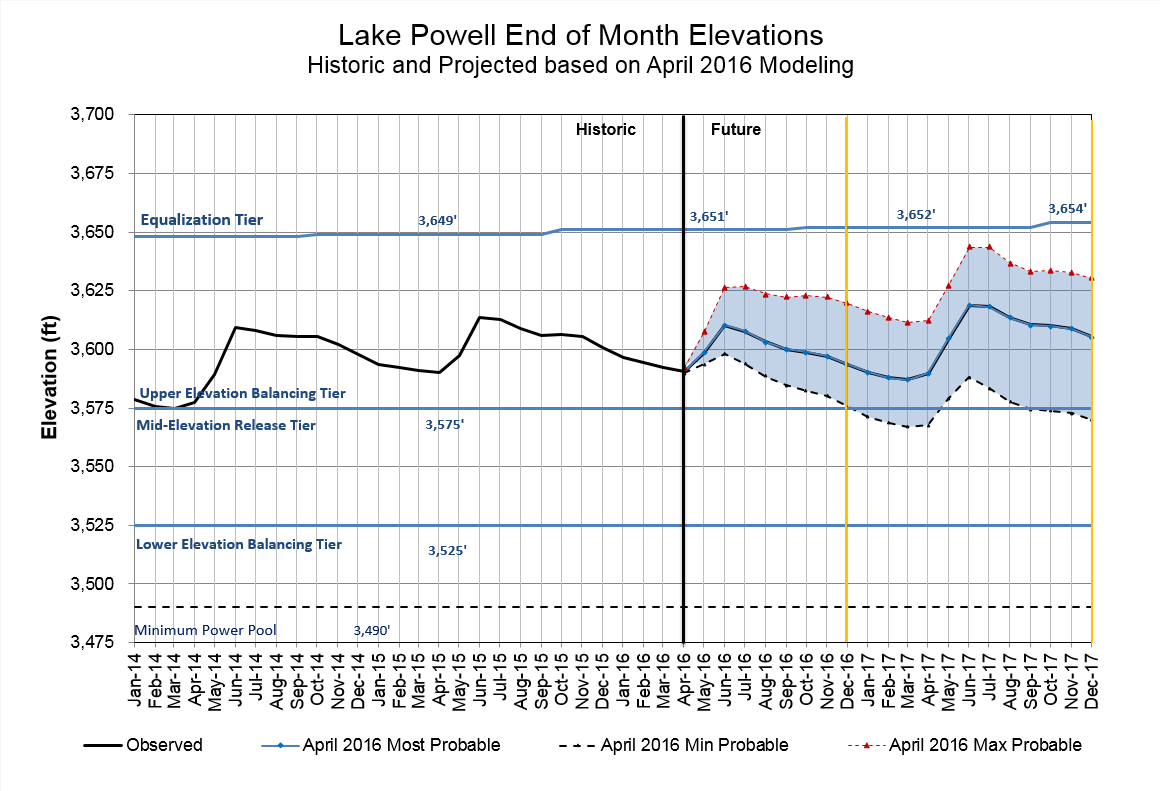 Lake Powell End of Month Elevations
Historic and Projected based on April 2016 Modeling
Elevation (ft)
3,700
3,675
3,650
3,625
3,600
3,575
3,550
3,525
3,500
3,475
Historic
Future
Equalization Tier
3,649'
3,651'
3,652'
3,654'
Upper Elevation Balancing Tier
Mid-Elevation Release Tier
3,575'
Lower Elevation Balancing Tier
3,525'
Minimum Power Pool
3,490'
Jan-14
Feb-14
Mar-14
Apr-14
May-14
Jun-14
Jul-14
Aug-14
Sep-14
Oct-14
Nov-14
Dec-14
Jan-15
Feb-15
Mar-15
Apr-15
May-15
Jun-15
Jul-15
Aug-15
Sep-15
Oct-15
Nov-15
Dec-15
Jan-16
Feb-16
Mar-16
Apr-16
May-16
Jun-16
Jul-16
Aug-16
Sep-16
Oct-16
Nov-16
Dec-16
Jan-17
Feb-17
Mar-17
Apr-17
May-17
Jun-17
Jul-17
Aug-17
Sep-17
Oct-17
Nov-17
Dec-17
Observed
April 2016 Most Probable
April 2016 Min Probable
April 2016 Max Probable